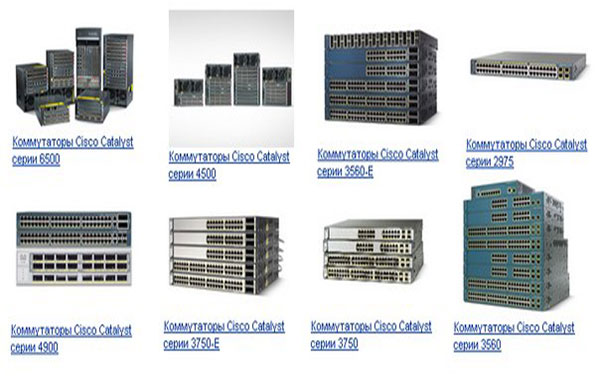 Коммутаторы Cisco Catalyst
серии 6500
Коммутаторы Cisco Catalyst
серии 4500
Коммутаторы Cisco Catalyst
серии 3560-E
Коммутаторы Cisco Catalyst
серии 2975
Коммутаторы Cisco Catalyst
серии 4900
Коммутаторы Cisco Catalyst
серии 3750-E
Коммутаторы Cisco Catalyst
серии 3750
Коммутаторы Cisco Catalyst
серии 3560